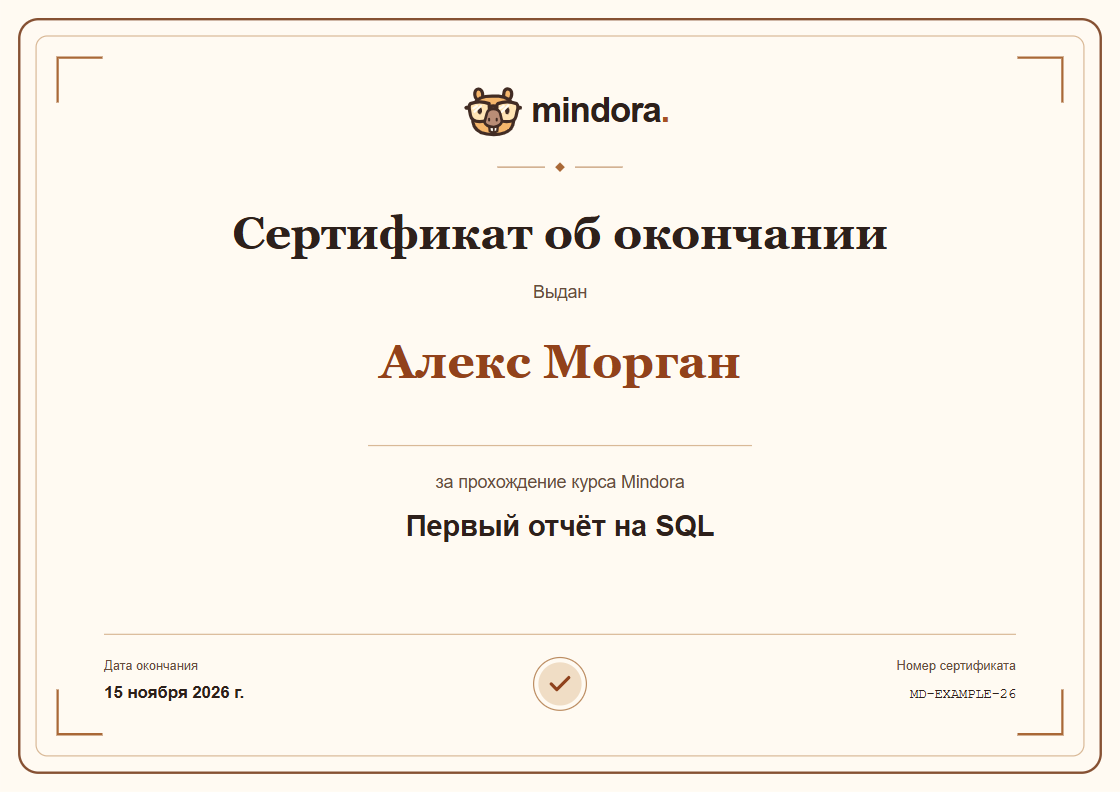 mindora.
Сертификат об окончании
Выдан
Алекс Морган
за прохождение курса Mindora
Первый отчёт на SQL
Дата окончания
15 ноября 2026 г.
Номер сертификата
MD-EXAMPLE-26